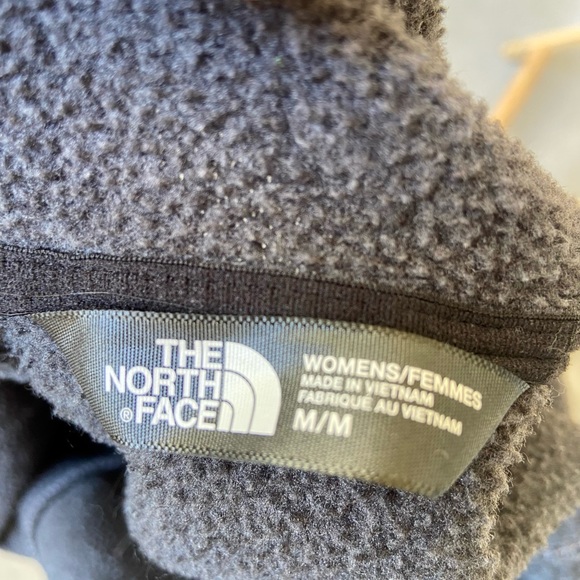 THE
NORTH
®FACE
WOMENS/FEMMES
MADE IN VIETNAM
FABRIQUÉ AU VIETNAM
M/M